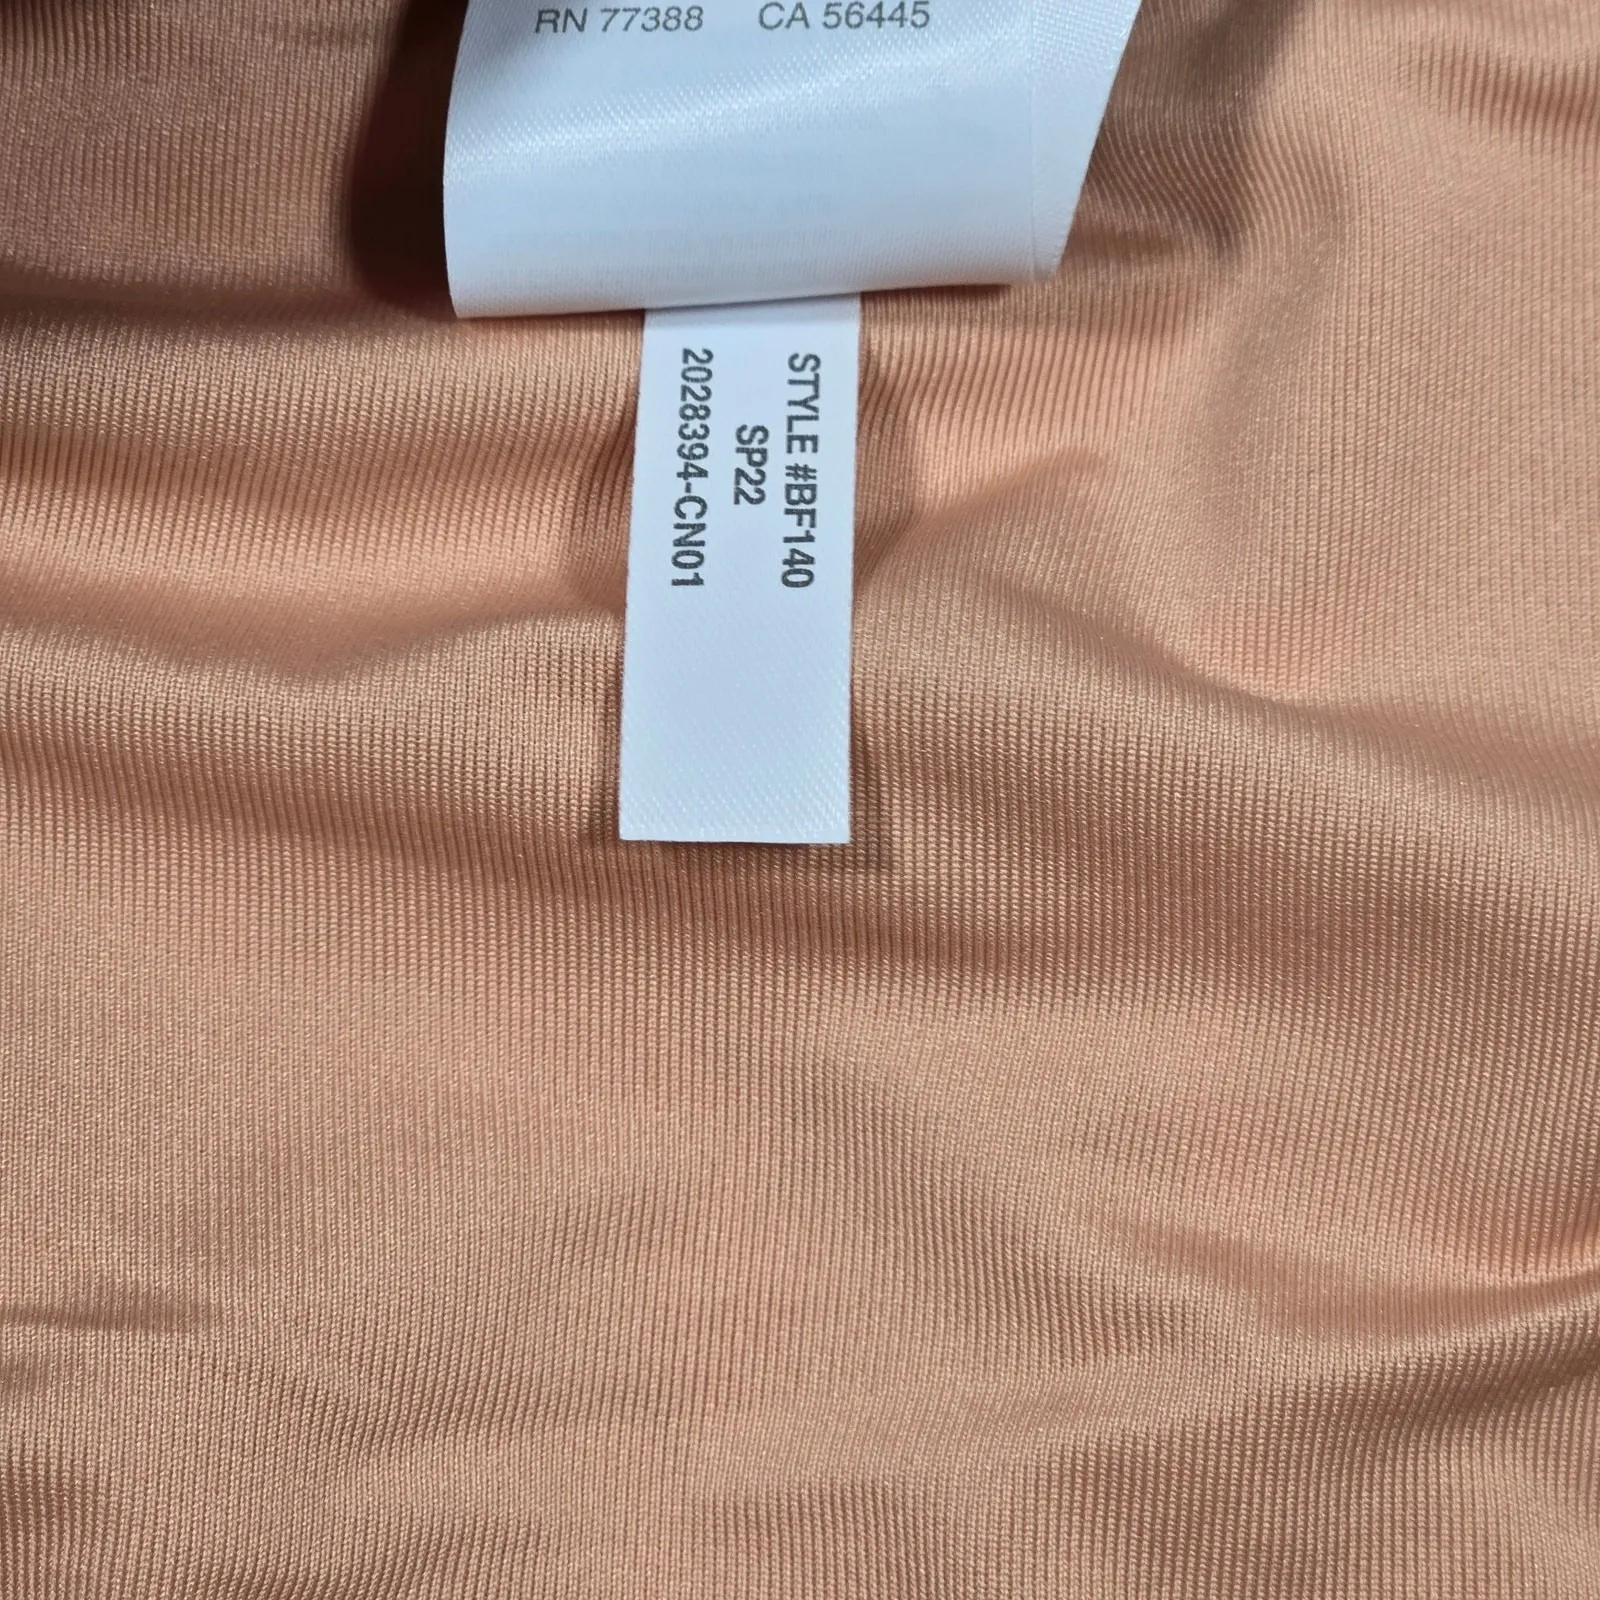 RN 77388 CA 56445
STYLE #BF140
SP22
2028394-CN01